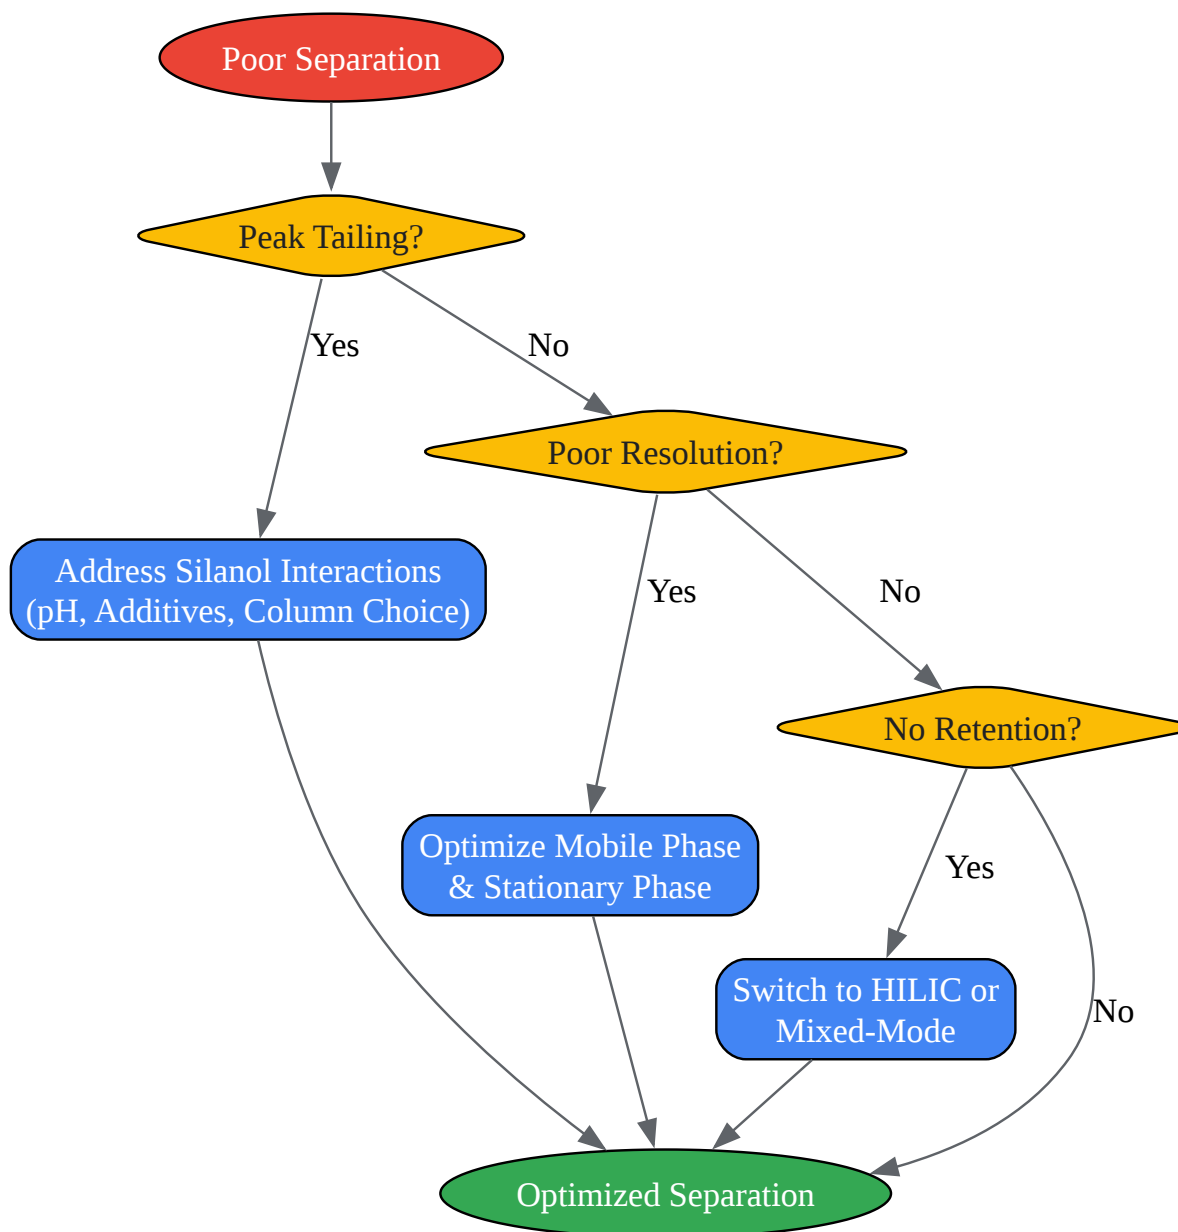 Poor Separation
Peak Tailing?
Yes
No
Poor Resolution?
Address Silanol Interactions
(pH, Additives, Column Choice)
Yes
No
No Retention?
Optimize Mobile Phase
& Stationary Phase
Yes
Switch to HILIC or
Mixed-Mode
No
Optimized Separation